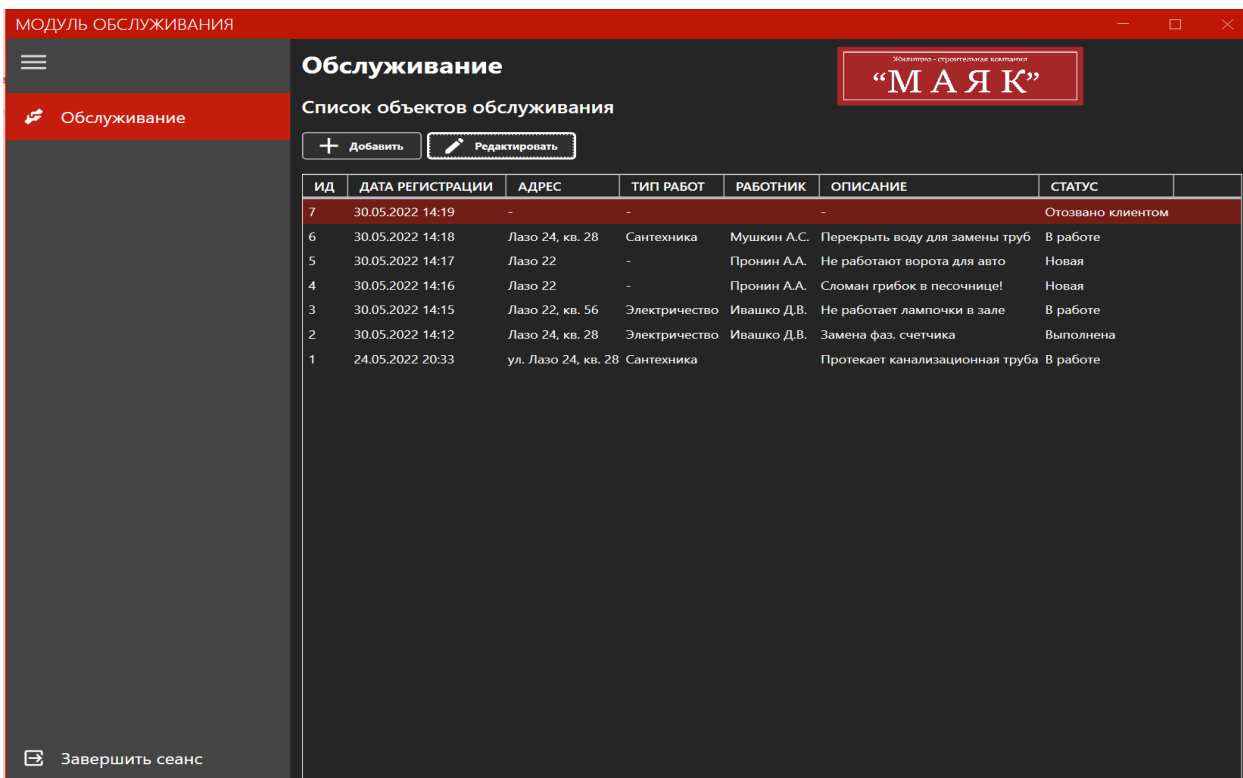 МОДУЛЬ ОБСЛУЖИВАНИЯ
Обслуживание
Завершить сеанс
Обслуживание
Жилищно - строительная компания
“МАЯК”
Список объектов обслуживания
Добавить Редактировать
ИД ДАТА РЕГИСТРАЦИИ АДРЕС ТИП РАБОТ РАБОТНИК ОПИСАНИЕ СТАТУС
7 30.05.2022 14:19 - - - Отозвано клиентом
6 30.05.2022 14:18 Лазо 24, кв. 28 Сантехника Мушкин А.С. Перекрыть воду для замены труб В работе
5 30.05.2022 14:17 Лазо 22 - Пронин А.А. Не работают ворота для авто Новая
4 30.05.2022 14:16 Лазо 22 - Пронин А.А. Сломан грибок в песочнице! Новая
3 30.05.2022 14:15 Лазо 22, кв. 56 Электричество Ивашко Д.В. Не работает лампочки в зале В работе
2 30.05.2022 14:12 Лазо 24, кв. 28 Электричество Ивашко Д.В. Замена фаз. счетчика Выполнена
1 24.05.2022 20:33 ул. Лазо 24, кв. 28 Сантехника Протекает канализационная труба В работе